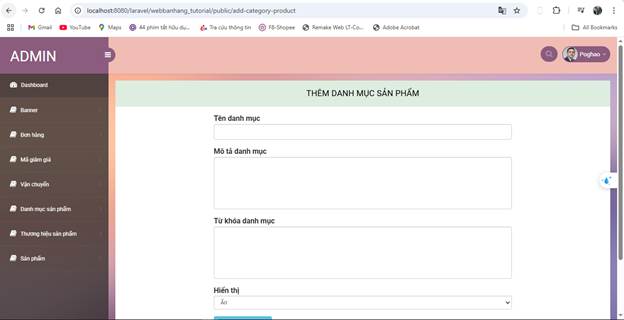 localhost:8080/laravel/webbanhang_tutorial/public/add-category-product
Gmail
YouTube
Maps
44 phím tắt hữu dụ...
Tra cứu thông tin
F8-Shopee
Remake Web LT-Co...
Adobe Acrobat
All Bookmarks
ADMIN
Poghao
Dashboard
Banner
Đơn hàng
Mã giảm giá
Vận chuyển
Danh mục sản phẩm
Thương hiệu sản phẩm
Sản phẩm
THÊM DANH MỤC SẢN PHẨM
Tên danh mục
Mô tả danh mục
Từ khóa danh mục
Hiển thị
Ẩn